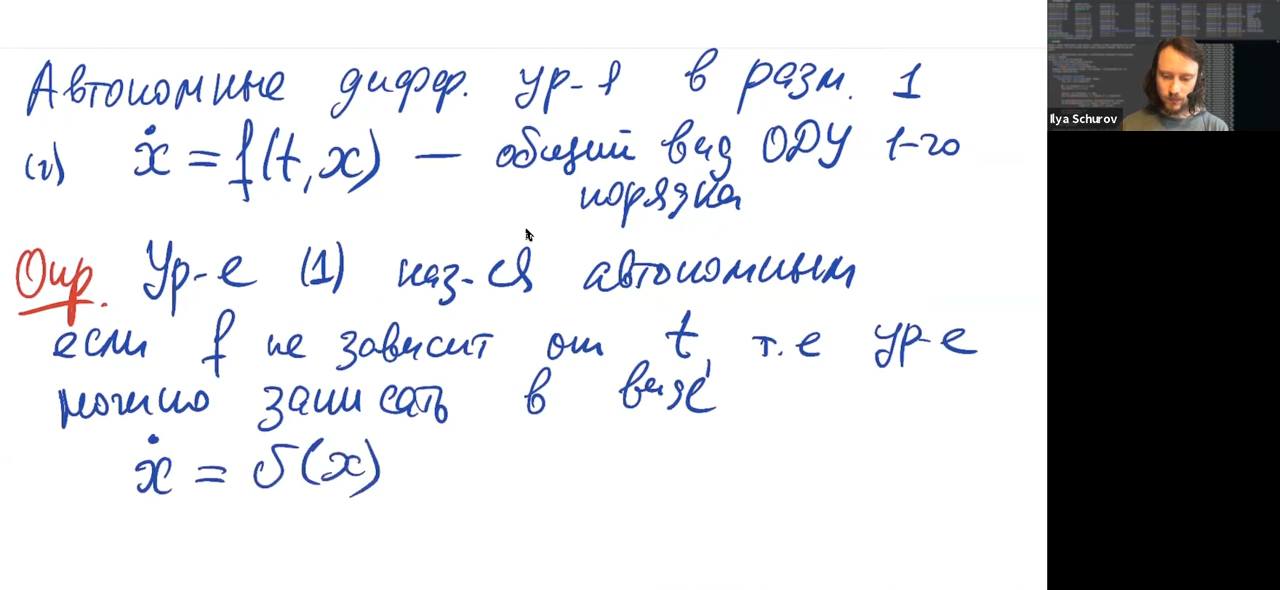 Автономные дифф. ур-я в разм. 1
(1) ẋ = f(t, x) — общий вид ОДУ 1-го
порядка
Опр. Ур-е (1) наз-ся автономным
если f не зависит от t, т.е ур-е
можно записать в виде
ẋ = v(x)
Ilya Schurov